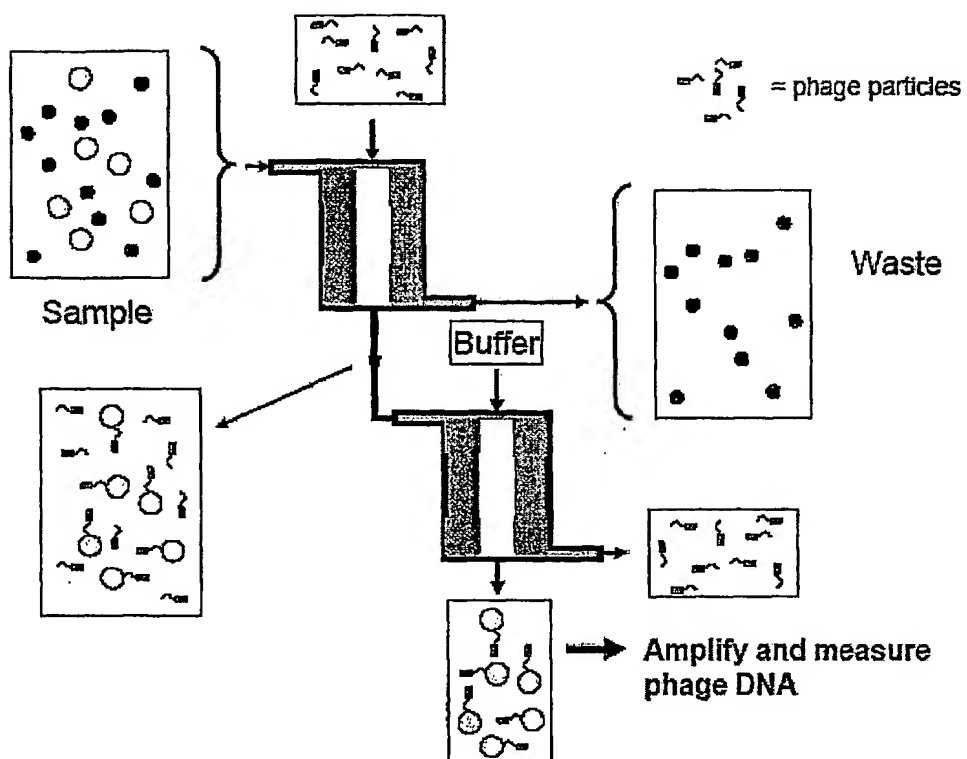 = phage particles
Sample
Waste
Buffer
Amplify and measure
phage DNA